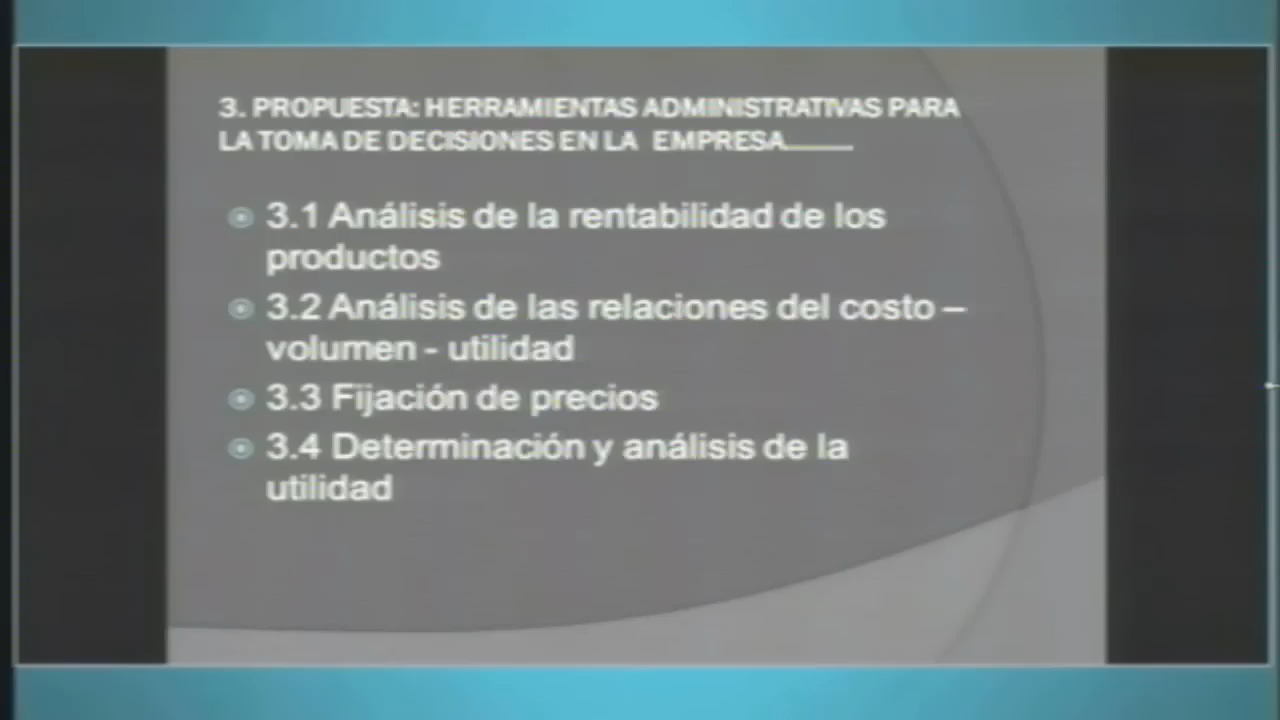 3. PROPUESTA: HERRAMIENTAS ADMINISTRATIVAS PARA
LA TOMA DE DECISIONES EN LA EMPRESA______
3.1 Análisis de la rentabilidad de los
productos
3.2 Análisis de las relaciones del costo –
volumen - utilidad
3.3 Fijación de precios
3.4 Determinación y análisis de la
utilidad